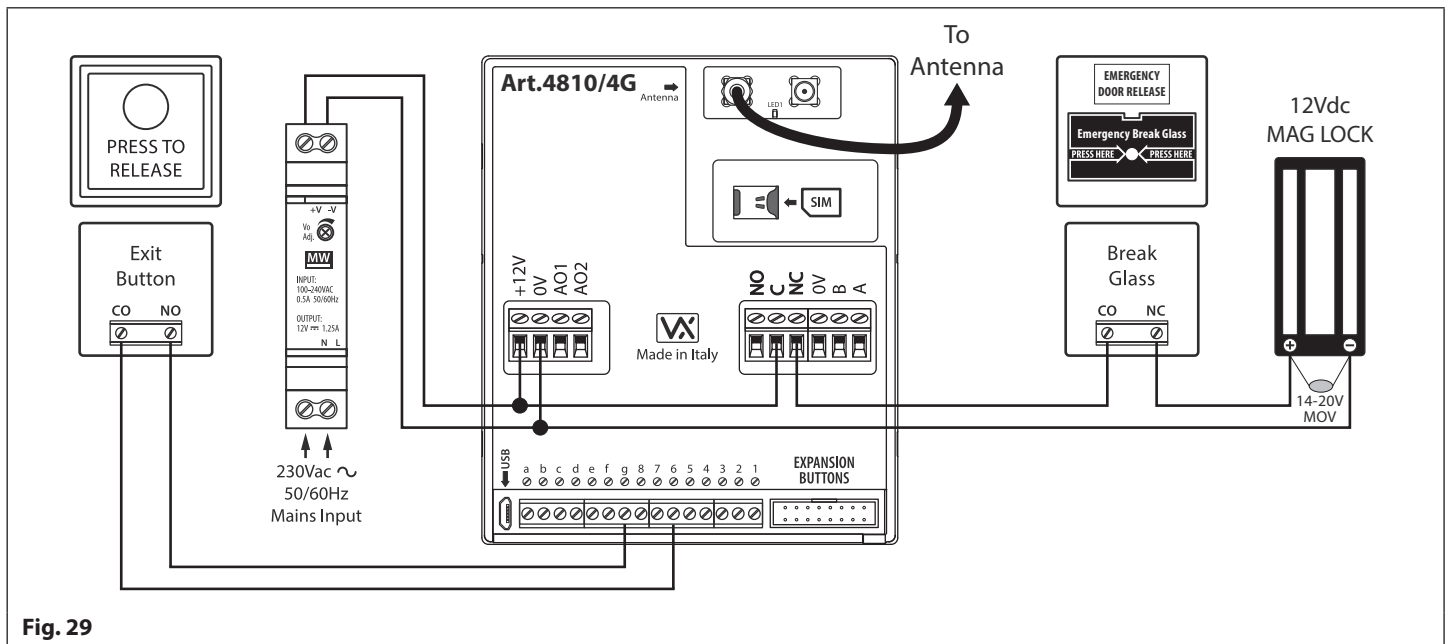 PRESS TO
RELEASE
Exit
Button
CO NO
+V -V
Vo
Adj.
MW
INPUT:
100-240VAC
0.5A 50/60Hz
OUTPUT:
12V ⎓ 1.25A
N L
230Vac ∿
50/60Hz
Mains Input
Art.4810/4G
Antenna
LED1
To
Antenna
SIM
+12V
0V
AO1
AO2
Made in Italy
NO
C
NC
0V
B
A
USB
a b c d e f g 8 7 6 5 4 3 2 1
EXPANSION
BUTTONS
EMERGENCY
DOOR RELEASE
Emergency Break Glass
PRESS HERE PRESS HERE
Break
Glass
CO NC
12Vdc
MAG LOCK
+ -
14-20V
MOV
Fig. 29